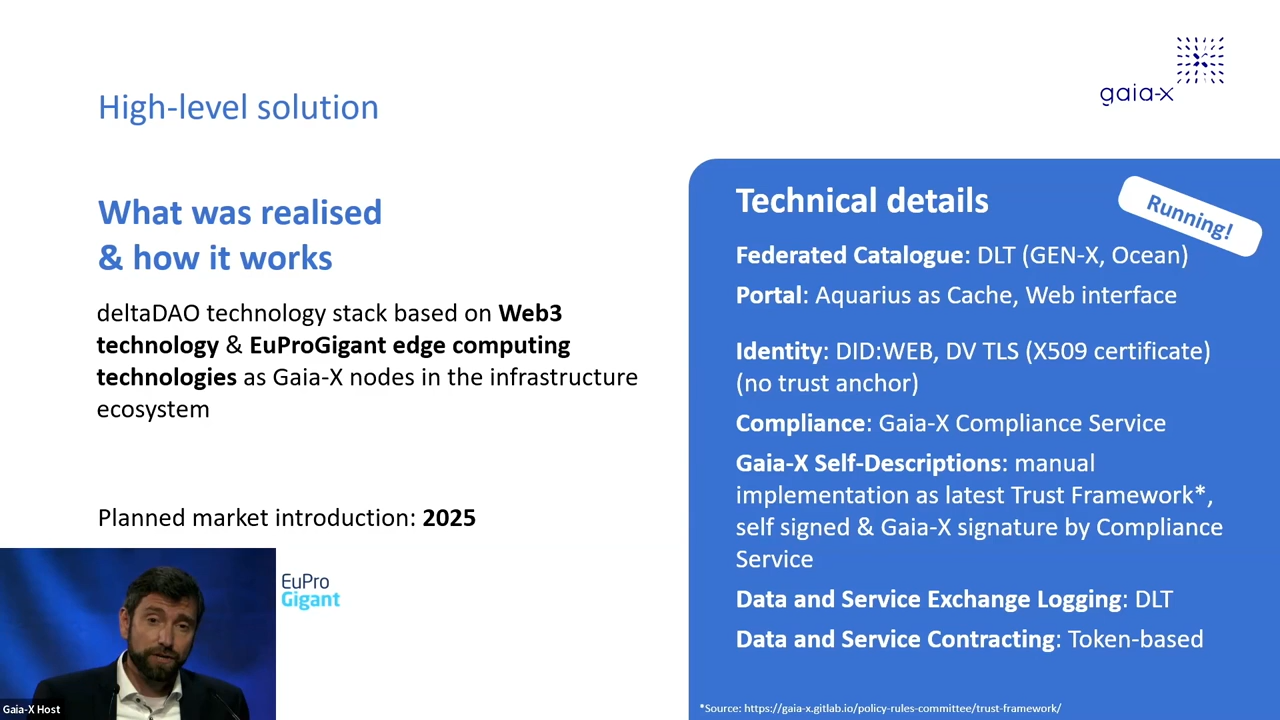 gaia-x
High-level solution
What was realised
& how it works
deltaDAO technology stack based on Web3
technology & EuProGigant edge computing
technologies as Gaia-X nodes in the infrastructure
ecosystem
Planned market introduction: 2025
EuPro
Gigant
Gaia-X Host
Technical details
Running!
Federated Catalogue: DLT (GEN-X, Ocean)
Portal: Aquarius as Cache, Web interface
Identity: DID:WEB, DV TLS (X509 certificate)
(no trust anchor)
Compliance: Gaia-X Compliance Service
Gaia-X Self-Descriptions: manual
implementation as latest Trust Framework*,
self signed & Gaia-X signature by Compliance
Service
Data and Service Exchange Logging: DLT
Data and Service Contracting: Token-based
*Source: https://gaia-x.gitlab.io/policy-rules-committee/trust-framework/